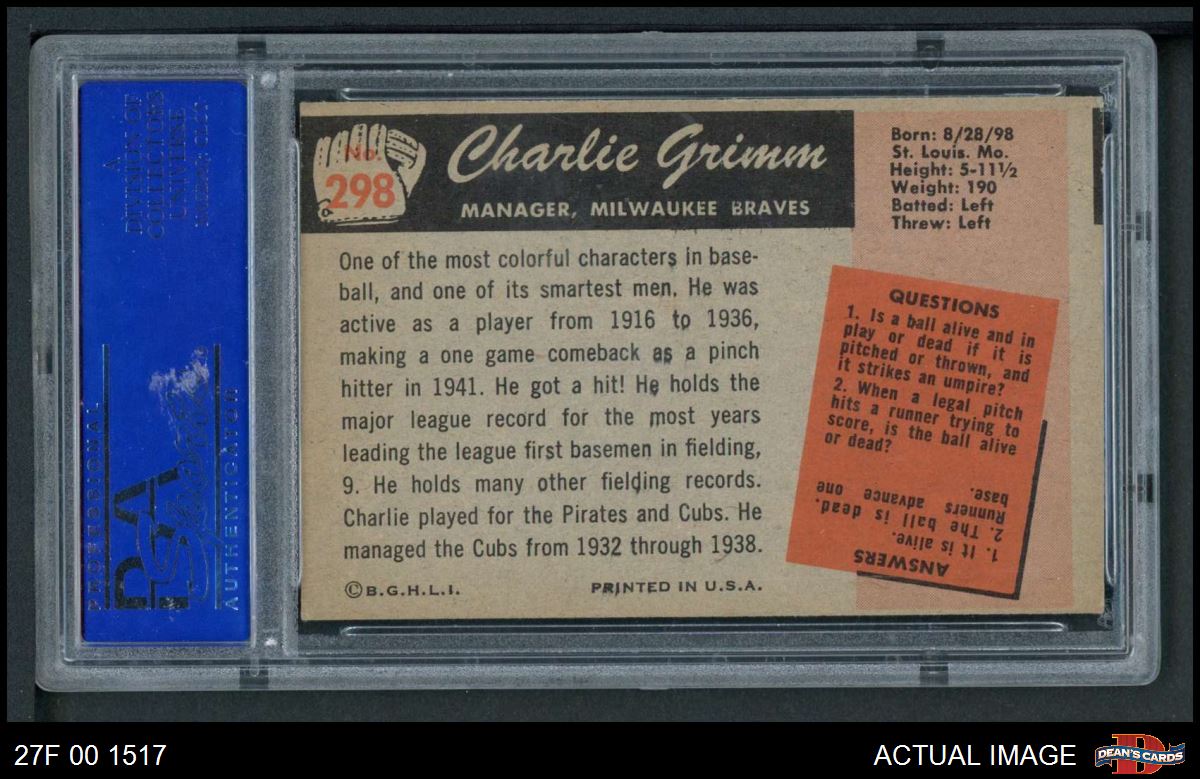 A
DIVISION OF
COLLECTORS
UNIVERSE
NASDAQ: CLCT
PROFESSIONAL
PSA
AUTHENTICATOR
No.
298
Charlie Grimm
MANAGER, MILWAUKEE BRAVES
Born: 8/28/98
St. Louis. Mo.
Height: 5-11½
Weight: 190
Batted: Left
Threw: Left
One of the most colorful characters in base-
ball, and one of its smartest men. He was
active as a player from 1916 to 1936,
making a one game comeback as a pinch
hitter in 1941. He got a hit! He holds the
major league record for the most years
leading the league first basemen in fielding,
9. He holds many other fielding records.
Charlie played for the Pirates and Cubs. He
managed the Cubs from 1932 through 1938.
©B.G.H.L.I.
PRINTED IN U.S.A.
QUESTIONS
1. Is a ball alive and in
play or dead if it is
pitched or thrown, and
it strikes an umpire?
2. When a legal pitch
hits a runner trying to
score, is the ball alive
or dead?
ANSWERS
1. It is alive.
2. The ball is dead.
Runners advance one
base.
27F 00 1517
ACTUAL IMAGE
D
DEAN'S CARDS